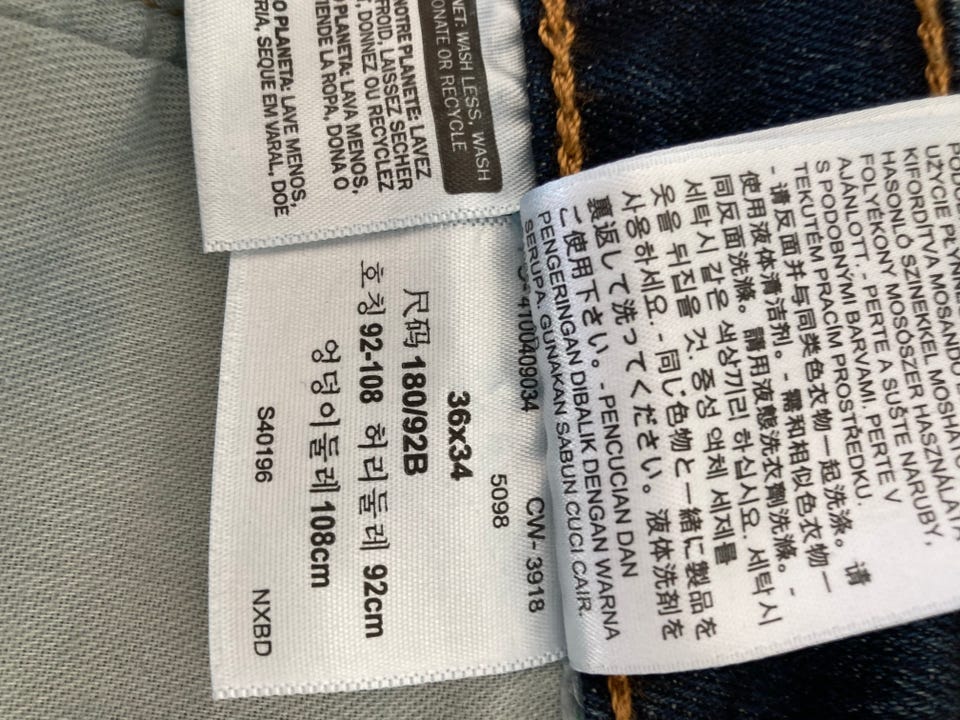 NET: WASH LESS, WASH
ONATE OR RECYCLE
NOTRE PLANETE: LAVEZ
FROID, LAISSEZ SECHER
, DONNEZ OU RECYCLEZ
PLANETA: LAVA MENOS,
TIENDE LA ROPA, DONA O
O PLANETA: LAVE MENOS,
SEQUE EM VARAL, DOE
4100409034 CW- 3918
5098
36x34
尺码 180/92B
호칭 92-108 허리둘레 92cm
엉덩이둘레 108cm
S40196 NXBD
UŻYCIE
KIFORDÍTVA MOSANDÓ
HASONLÓ SZÍNEKKEL MOSHATÓ
FOLYÉKONY MOSÓSZER HASZNÁLATA
AJÁNLOTT. - PERTE A SUŠTE NARUBY,
S PODOBNÝMI BARVAMI. PERTE V
TEKUTÉM PRACÍM PROSTŘEDKU.
- 请反面并与同类色衣物一起洗涤。 请
使用液体清洁剂。 - 需和相似色衣物一
同反面洗滌。請用液態洗衣劑洗滌。 -
세탁시 같은 색상기리 하십시요. 세탁시
옷을 뒤집을 것. 중성 액체 세제를
사용하세요. - 同じ色物と一緒に製品を
裏返して洗ってください。 液体洗剤を
ご使用下さい。 - PENCUCIAN DAN
PENGERINGAN DIBALIK DENGAN WARNA
SERUPA. GUNAKAN SABUN CUCI CAIR.